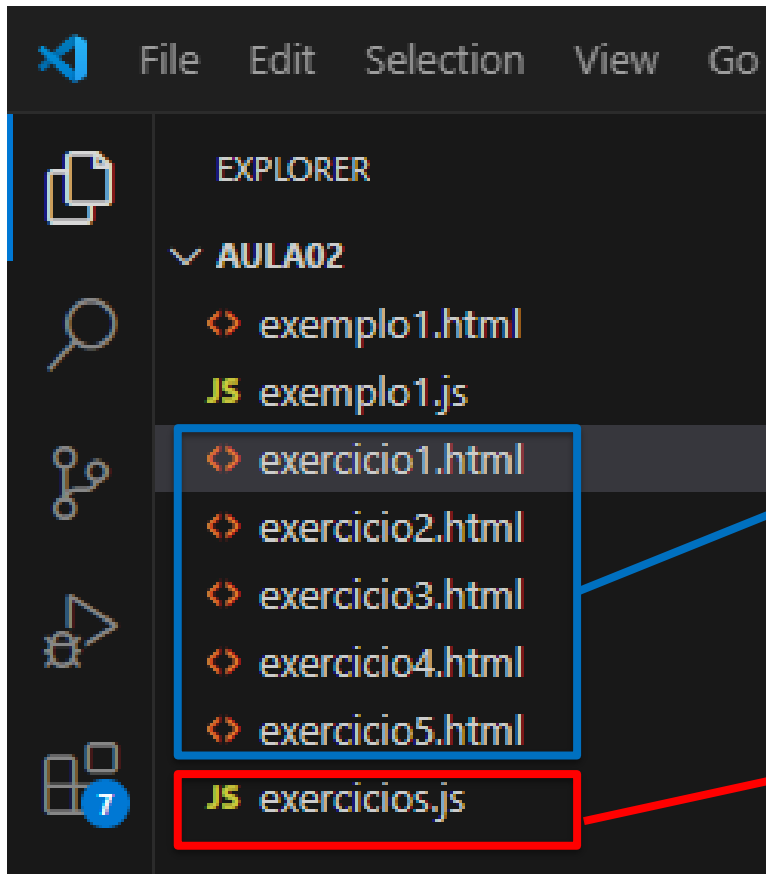 File Edit Selection View Go
EXPLORER
AULA02
<> exemplo1.html
JS exemplo1.js
<> exercicio1.html
<> exercicio2.html
<> exercicio3.html
<> exercicio4.html
<> exercicio5.html
JS exercicios.js
7